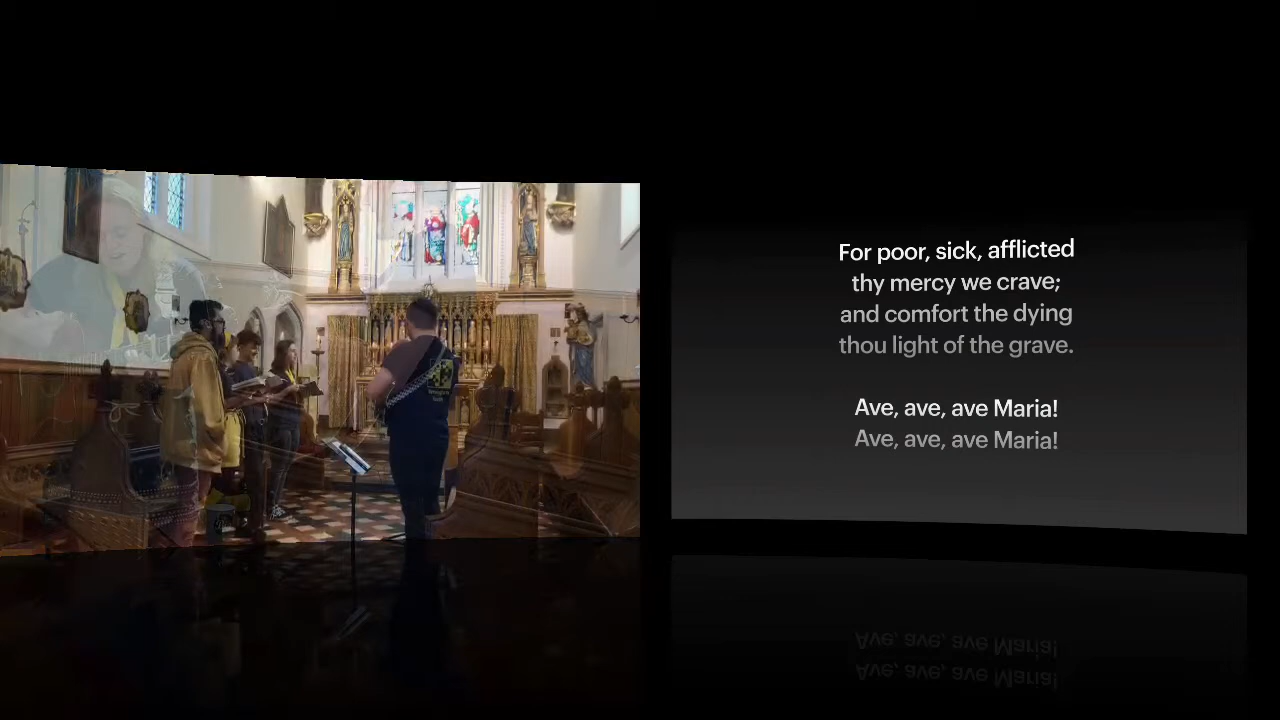 For poor, sick, afflicted
thy mercy we crave;
and comfort the dying
thou light of the grave.
Ave, ave, ave Maria!
Ave, ave, ave Maria!